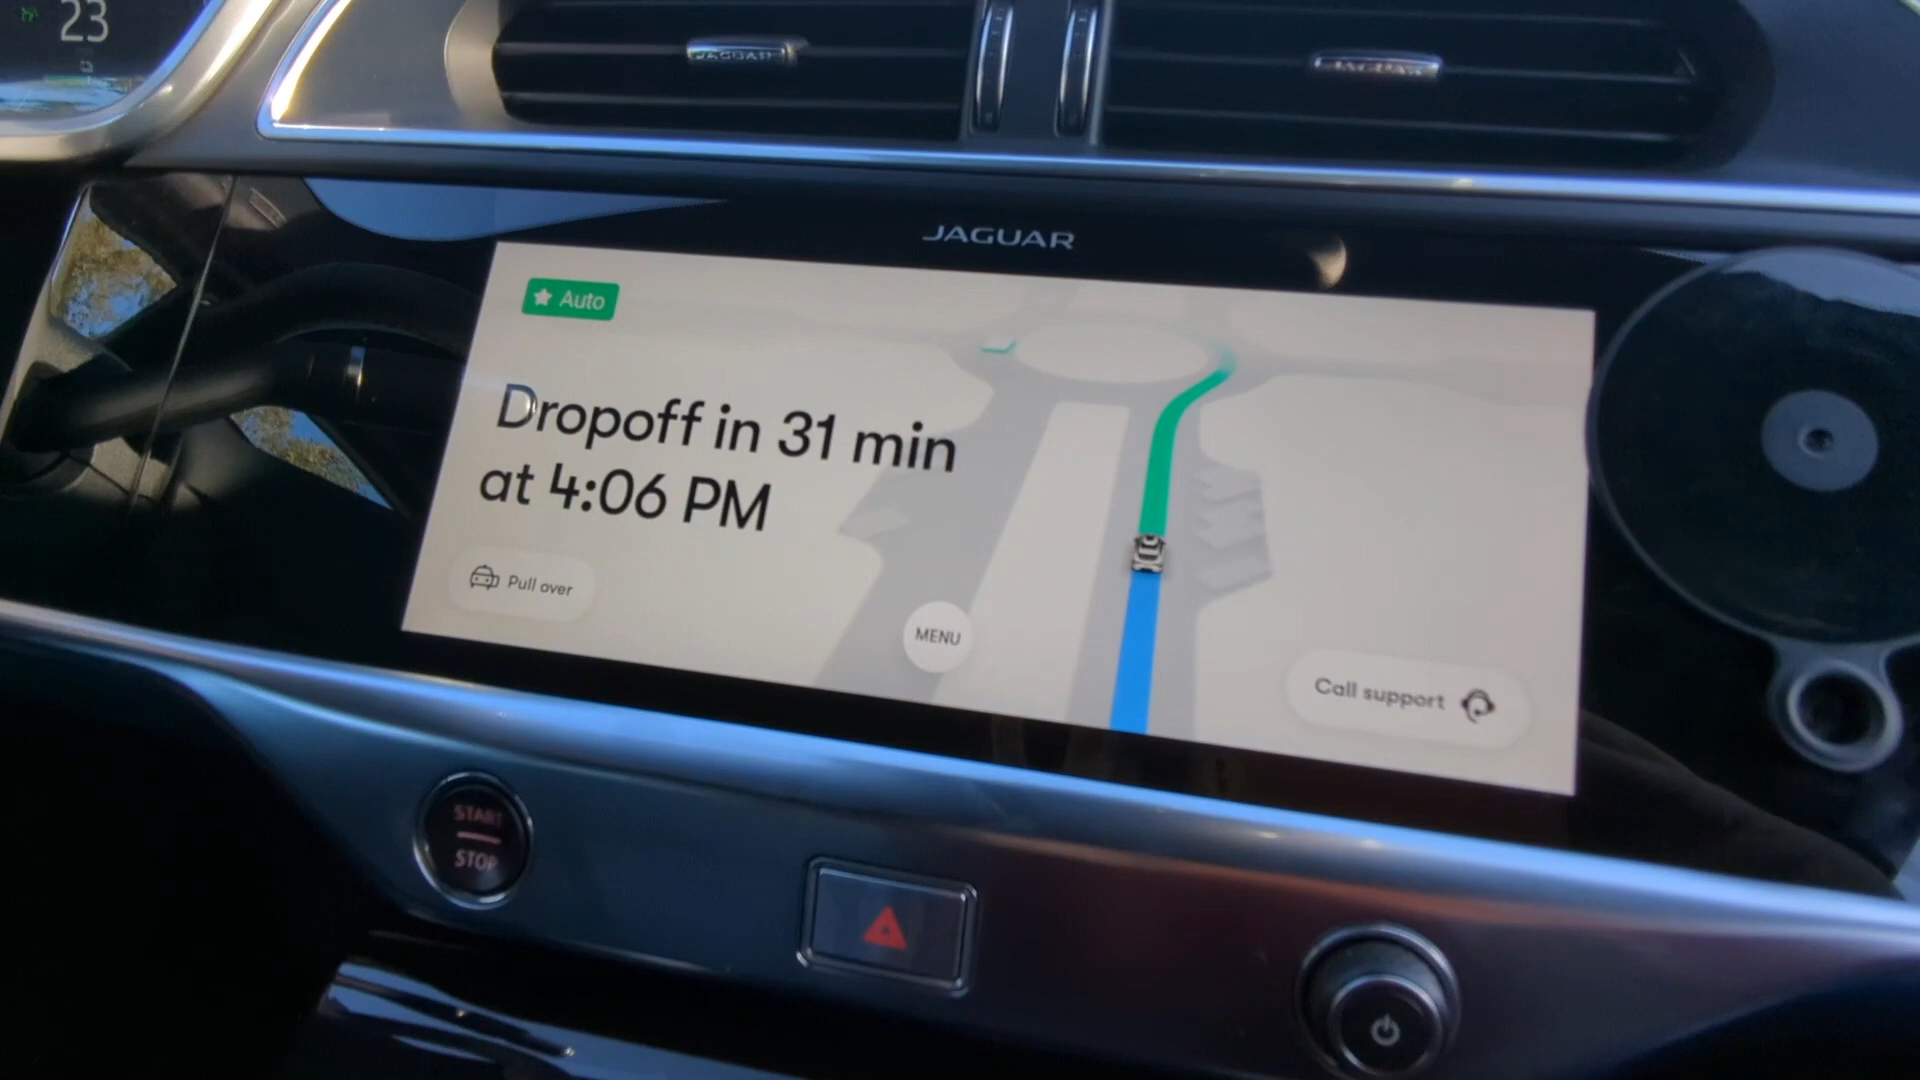 23
JAGUAR
JAGUAR
JAGUAR
Auto
Dropoff in 31 min
at 4:06 PM
Pull over
MENU
Call support
START
STOP